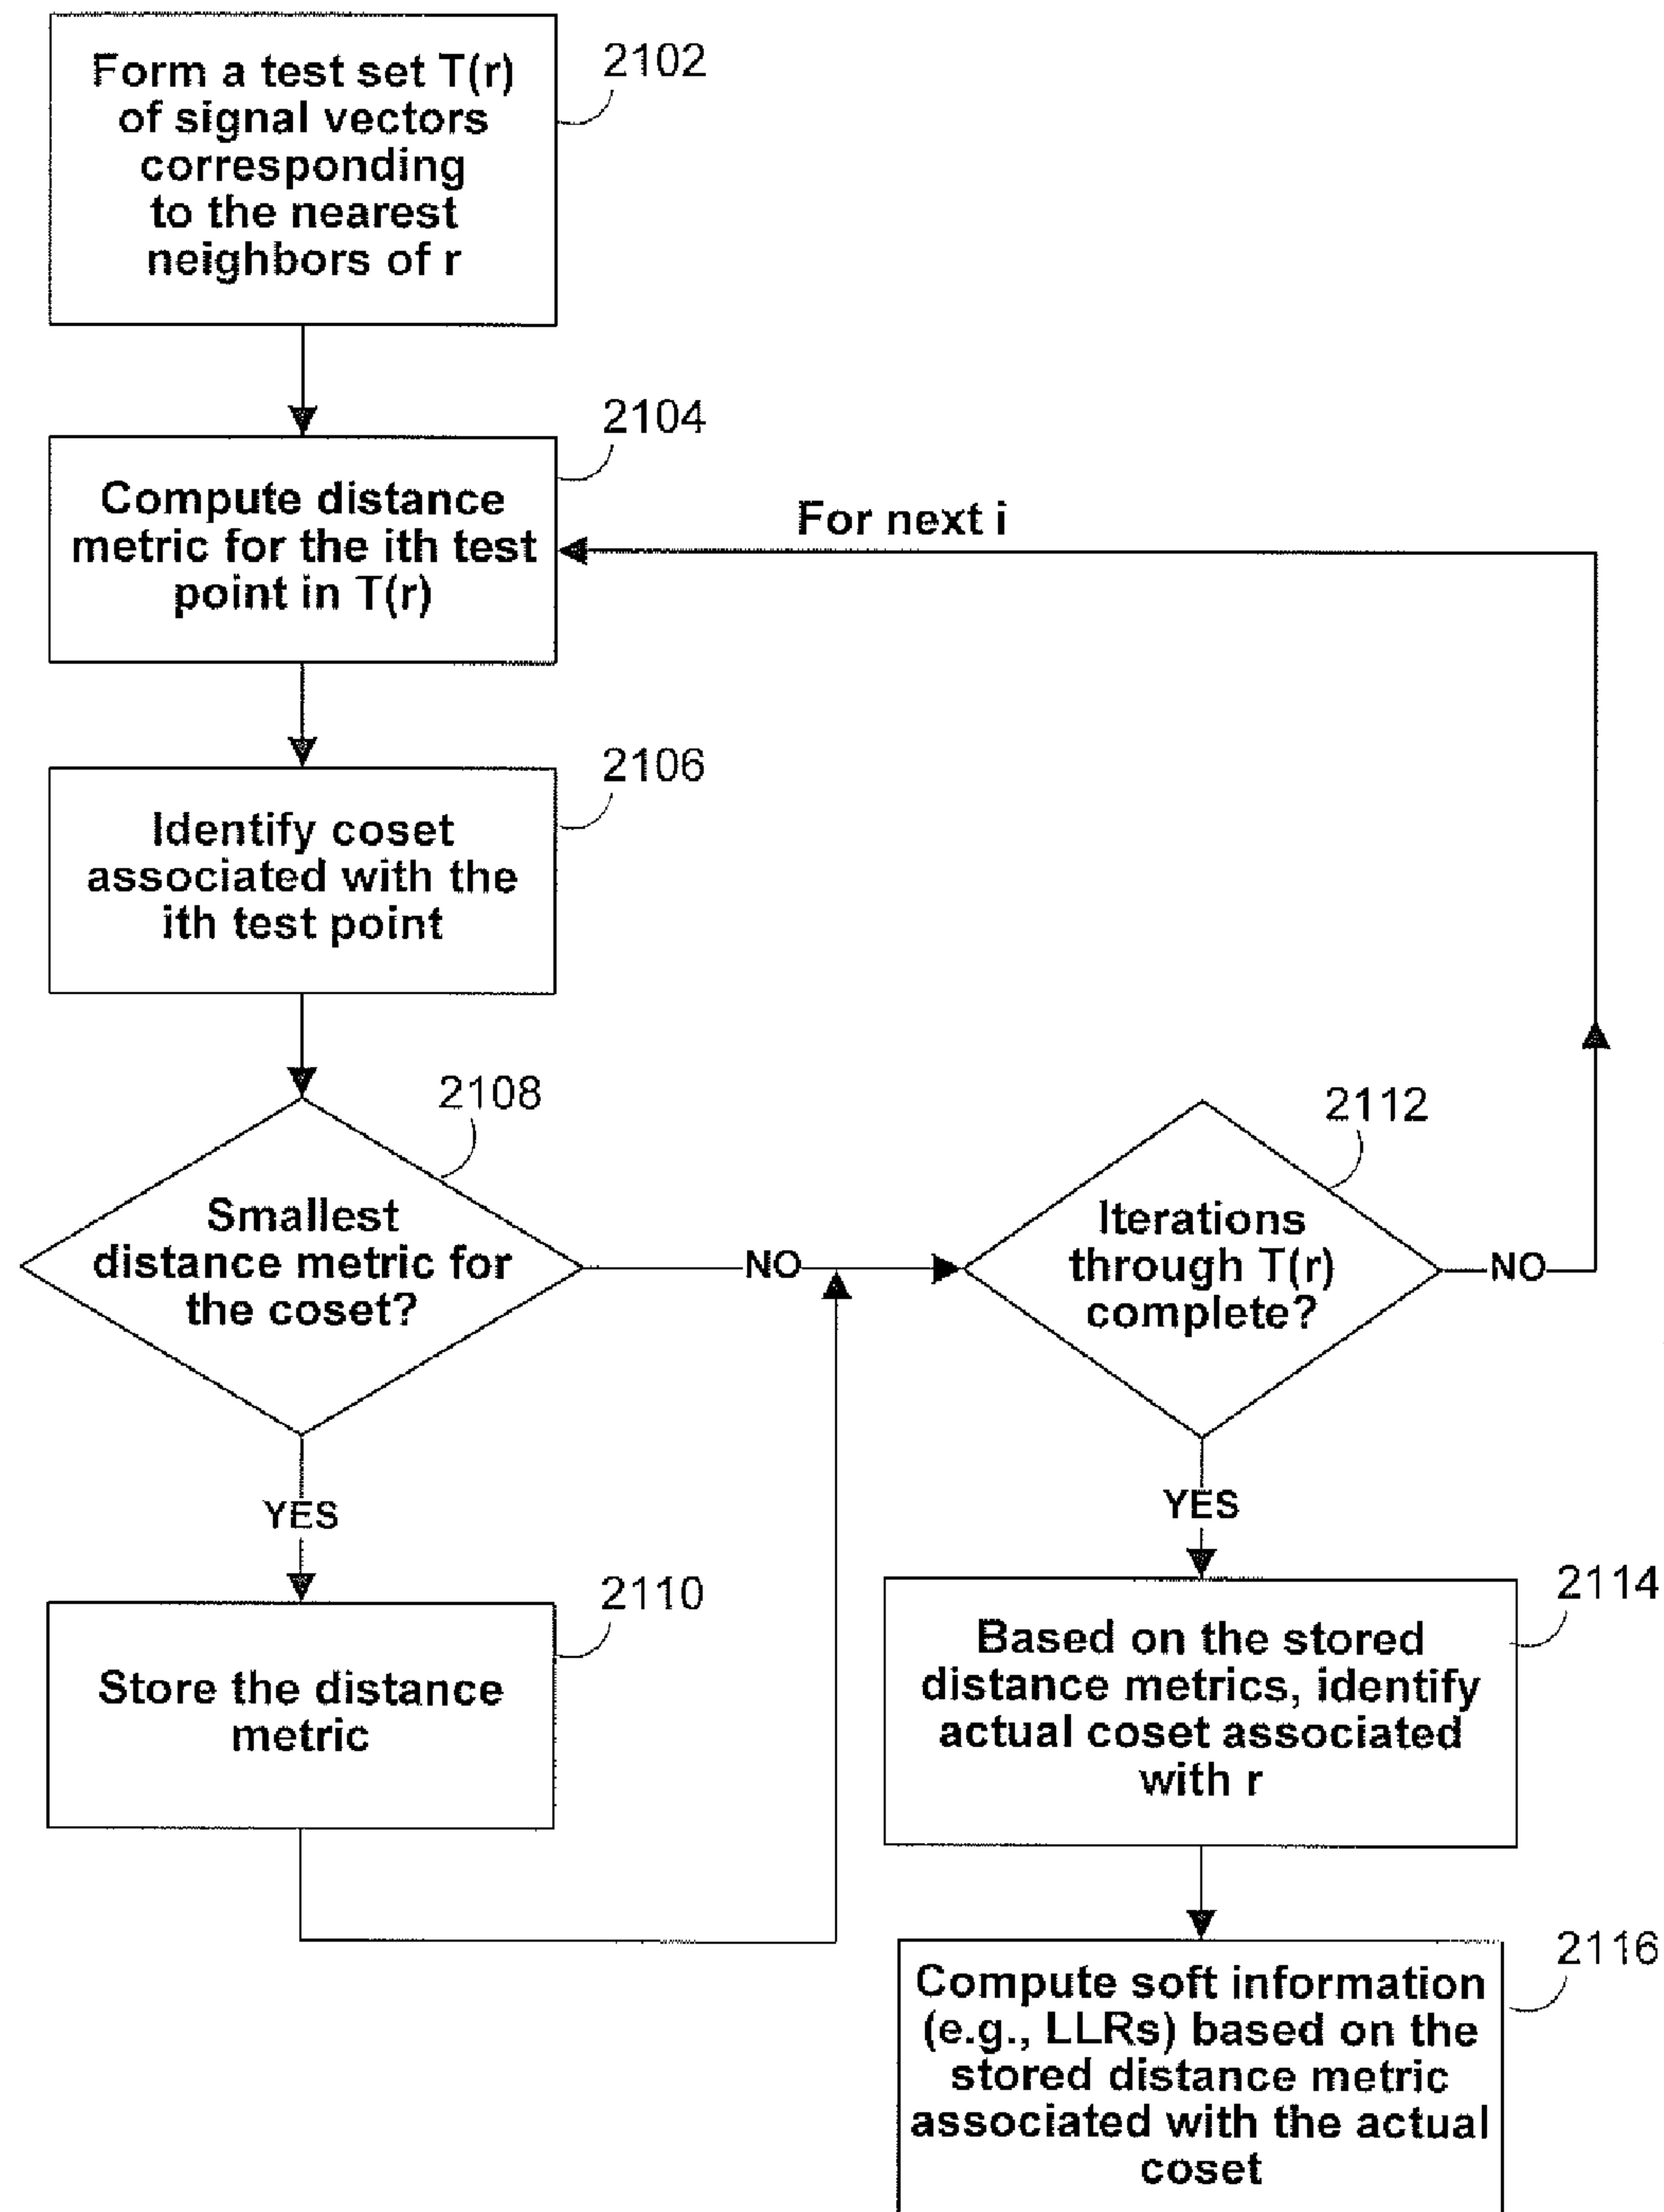 Form a test set T(r)
of signal vectors
corresponding
to the nearest
neighbors of r
2102
Compute distance
metric for the ith test
point in T(r)
2104
For next i
Identify coset
associated with the
ith test point
2106
Smallest
distance metric for
the coset?
2108
NO
YES
Store the distance
metric
2110
Iterations
through T(r)
complete?
2112
NO
YES
Based on the stored
distance metrics, identify
actual coset associated
with r
2114
Compute soft information
(e.g., LLRs) based on the
stored distance metric
associated with the actual
coset
2116